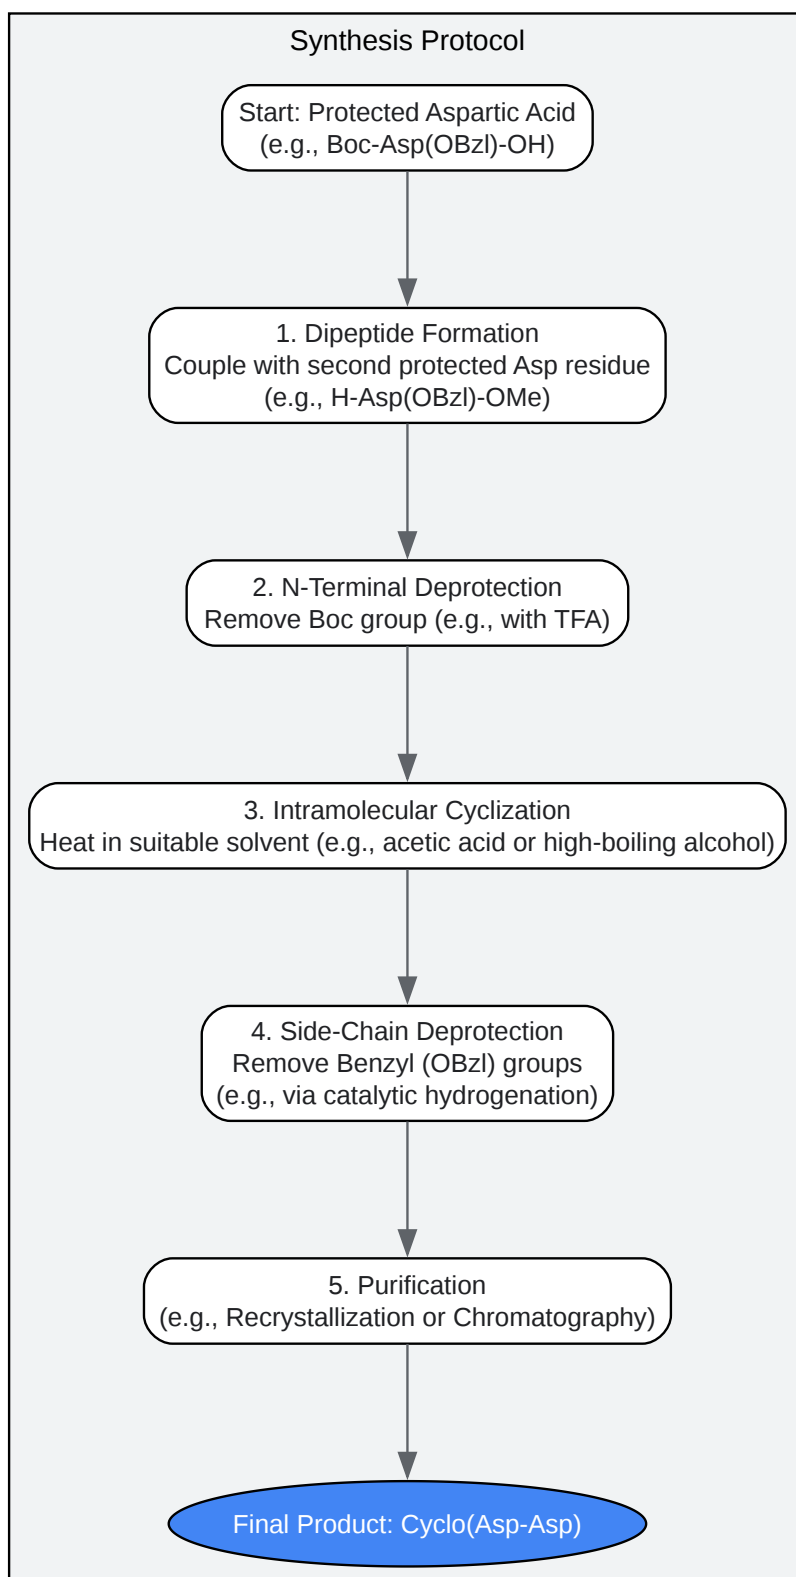 Synthesis Protocol
Start: Protected Aspartic Acid
(e.g., Boc-Asp(OBzl)-OH)
1. Dipeptide Formation
Couple with second protected Asp residue
(e.g., H-Asp(OBzl)-OMe)
2. N-Terminal Deprotection
Remove Boc group (e.g., with TFA)
3. Intramolecular Cyclization
Heat in suitable solvent (e.g., acetic acid or high-boiling alcohol)
4. Side-Chain Deprotection
Remove Benzyl (OBzl) groups
(e.g., via catalytic hydrogenation)
5. Purification
(e.g., Recrystallization or Chromatography)
Final Product: Cyclo(Asp-Asp)